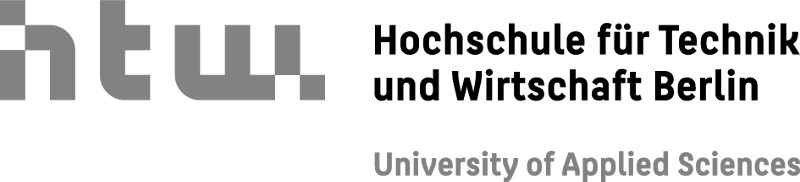 htw.
Hochschule für Technik
und Wirtschaft Berlin
University of Applied Sciences